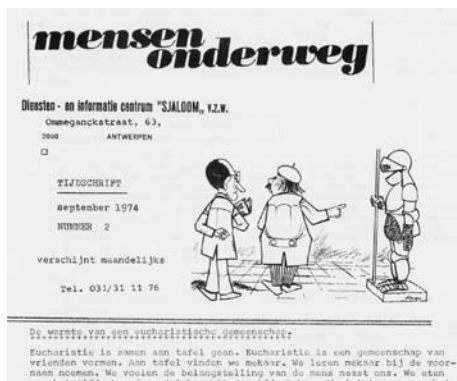 mensen
onderweg
Diensten - en informatie centrum "SJALOOM„ v.z.w.
Ommeganckstraat, 63,
2000 ANTWERPEN
TIJDSCHRIFT
september 1974
NUMMER 2
verschijnt maandelijks
Tel. 031/31 11 76
De warmte van een eucharistische gemeenschap.
Eucharistie is samen aan tafel gaan. Eucharistie is een gemeenschap van
vrienden vormen. Aan tafel vinden we mekaar. We leren mekaar bij de voor-
naam noemen. We voelen de belangstelling van de mens naast ons. We eten